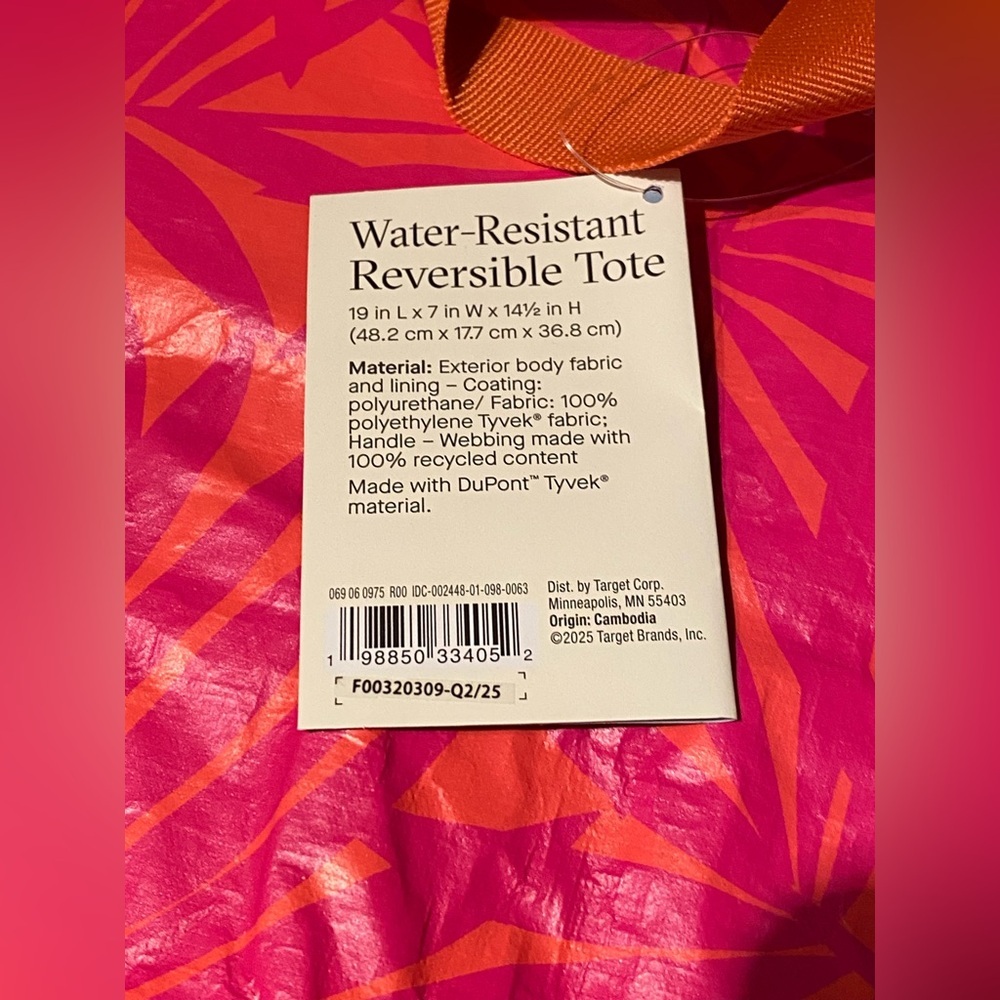 Water-Resistant
Reversible Tote
19 in L x 7 in W x 14½ in H
(48.2 cm x 17.7 cm x 36.8 cm)
Material: Exterior body fabric
and lining – Coating:
polyurethane/ Fabric: 100%
polyethylene Tyvek® fabric;
Handle – Webbing made with
100% recycled content
Made with DuPont™ Tyvek®
material.
069 06 0975 R00 IDC-002448-01-098-0063
1 98850 33405 2
F00320309-Q2/25
Dist. by Target Corp.
Minneapolis, MN 55403
Origin: Cambodia
©2025 Target Brands, Inc.